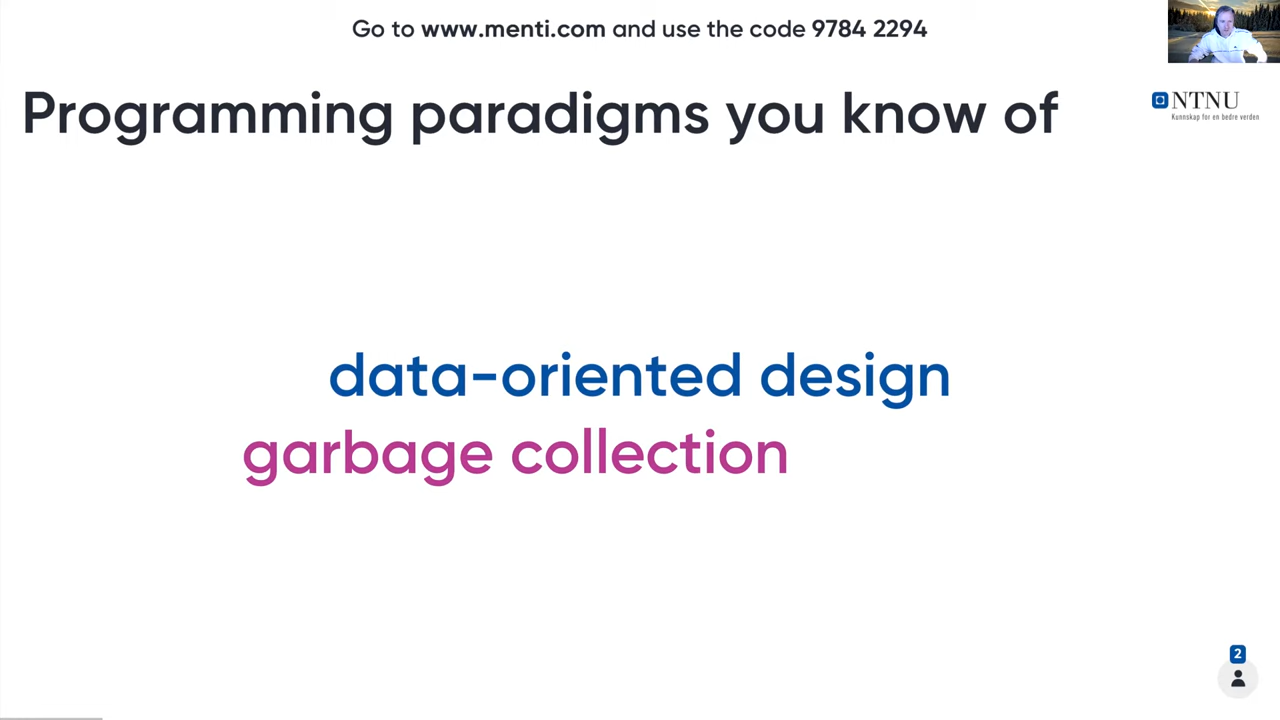 Go to www.menti.com and use the code 9784 2294
Programming paradigms you know of
NTNU
Kunnskap for en bedre verden
data-oriented design
garbage collection
2